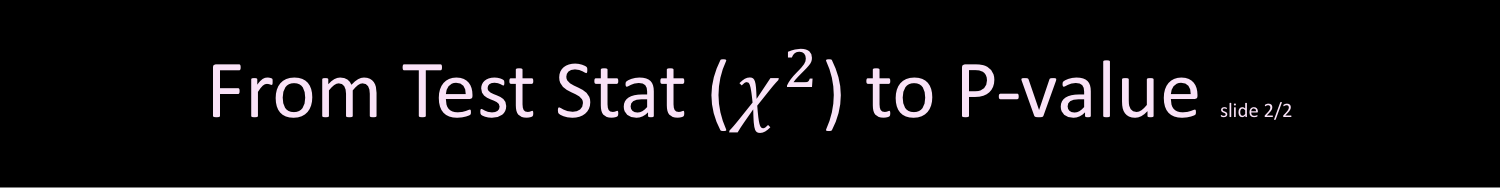 From Test Stat (𝜒²) to P-value slide 2/2